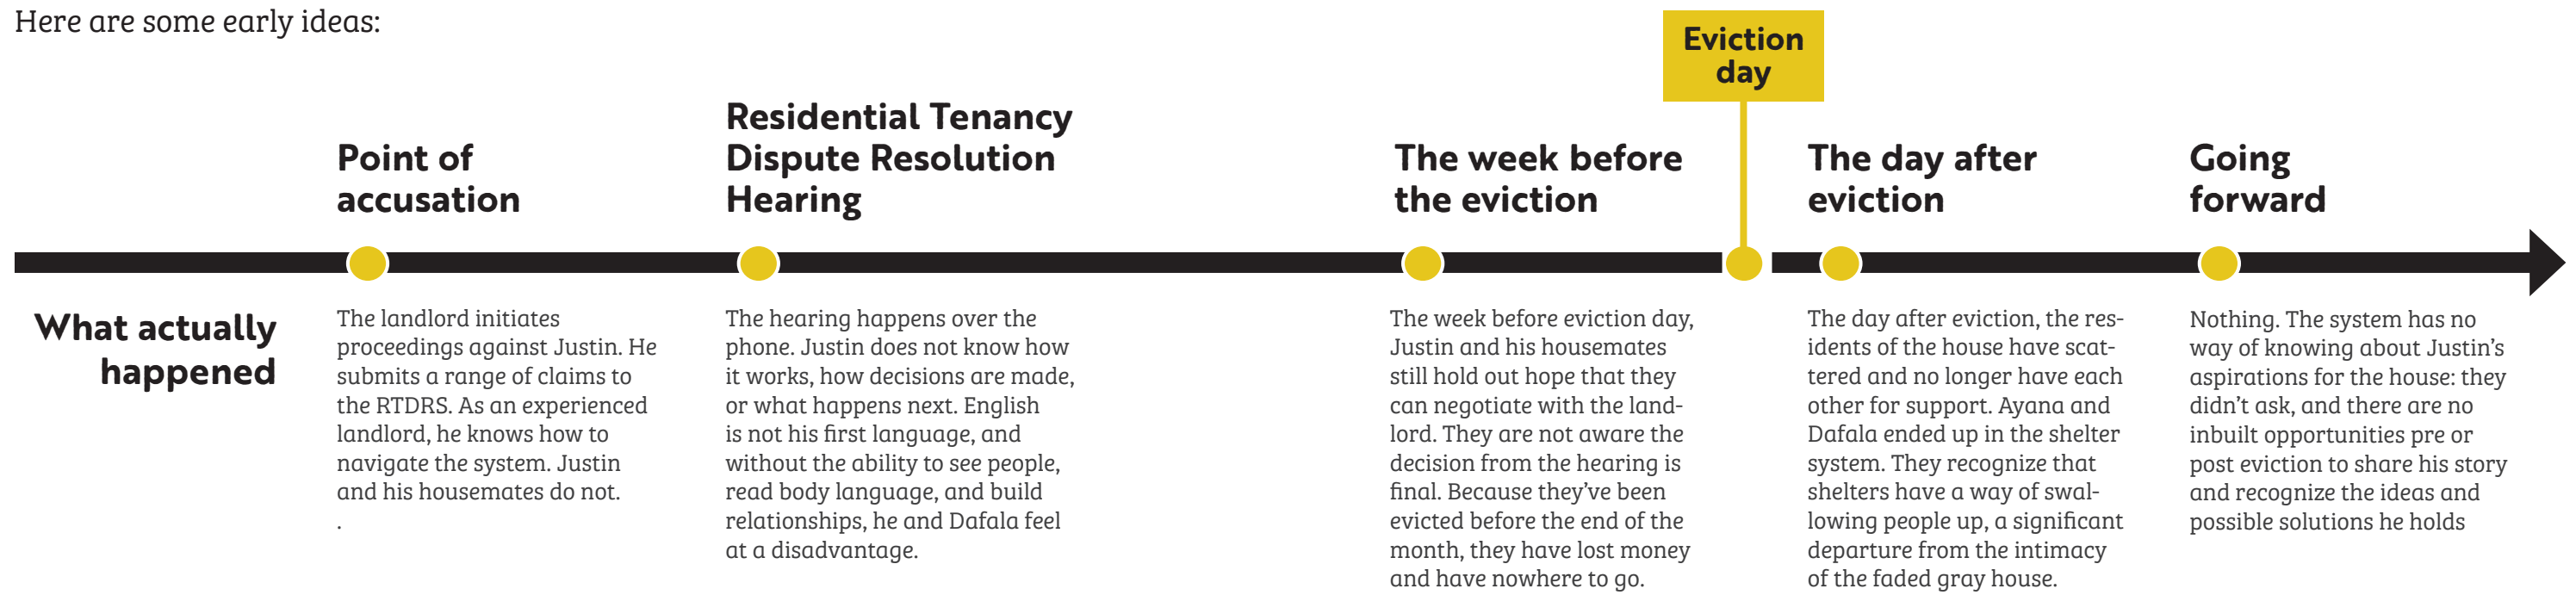 Here are some early ideas:
Eviction
day
Point of
accusation
Residential Tenancy
Dispute Resolution
Hearing
The week before
the eviction
The day after
eviction
Going
forward
What actually
happened
The landlord initiates
proceedings against Justin. He
submits a range of claims to
the RTDRS. As an experienced
landlord, he knows how to
navigate the system. Justin
and his housemates do not.
.
The hearing happens over the
phone. Justin does not know how
it works, how decisions are made,
or what happens next. English
is not his first language, and
without the ability to see people,
read body language, and build
relationships, he and Dafala feel
at a disadvantage.
The week before eviction day,
Justin and his housemates
still hold out hope that they
can negotiate with the land-
lord. They are not aware the
decision from the hearing is
final. Because they’ve been
evicted before the end of the
month, they have lost money
and have nowhere to go.
The day after eviction, the res-
idents of the house have scat-
tered and no longer have each
other for support. Ayana and
Dafala ended up in the shelter
system. They recognize that
shelters have a way of swal-
lowing people up, a significant
departure from the intimacy
of the faded gray house.
Nothing. The system has no
way of knowing about Justin’s
aspirations for the house: they
didn’t ask, and there are no
inbuilt opportunities pre or
post eviction to share his story
and recognize the ideas and
possible solutions he holds